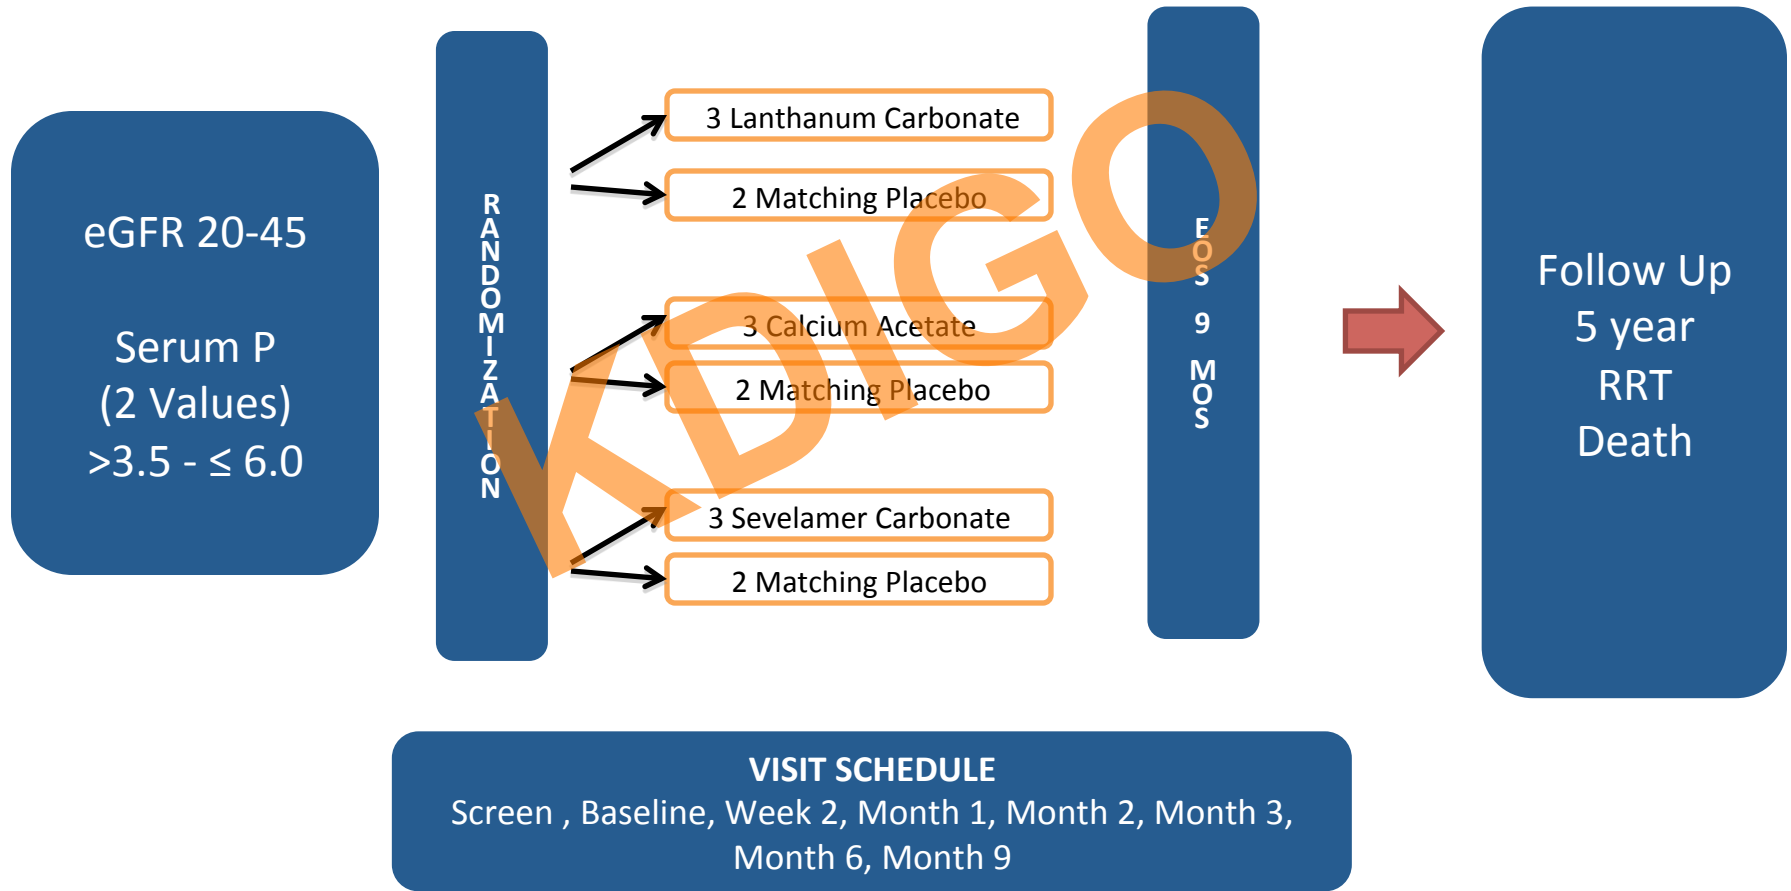 eGFR 20-45
Serum P
(2 Values)
>3.5 - ≤ 6.0
RANDOMIZATION
3 Lanthanum Carbonate
2 Matching Placebo
3 Calcium Acetate
2 Matching Placebo
3 Sevelamer Carbonate
2 Matching Placebo
EOS 9 MOS
Follow Up
5 year
RRT
Death
VISIT SCHEDULE
Screen , Baseline, Week 2, Month 1, Month 2, Month 3,
Month 6, Month 9
KDIGO